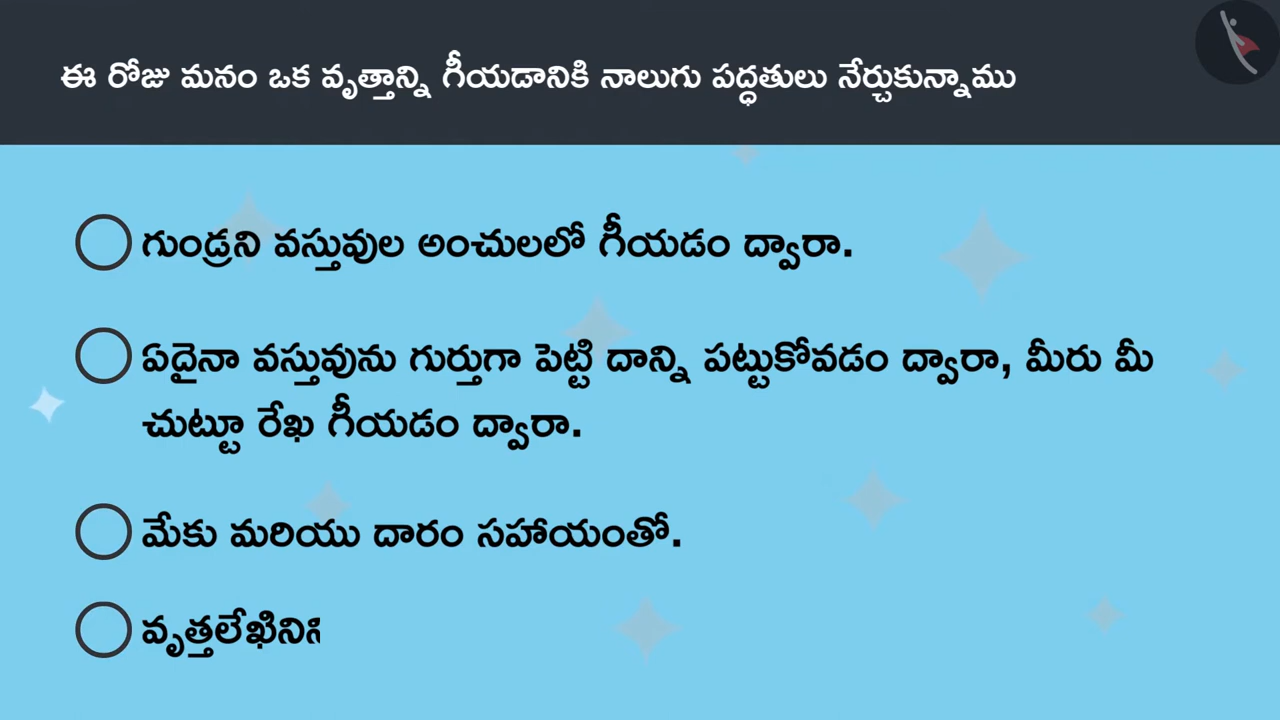 ఈ రోజు మనం ఒక వృత్తాన్ని గీయడానికి నాలుగు పద్ధతులు నేర్చుకున్నాము
గుండ్రని వస్తువుల అంచులలో గీయడం ద్వారా.
ఏదైనా వస్తువును గుర్తుగా పెట్టి దాన్ని పట్టుకోవడం ద్వారా, మీరు మీ
చుట్టూ రేఖ గీయడం ద్వారా.
మేకు మరియు దారం సహాయంతో.